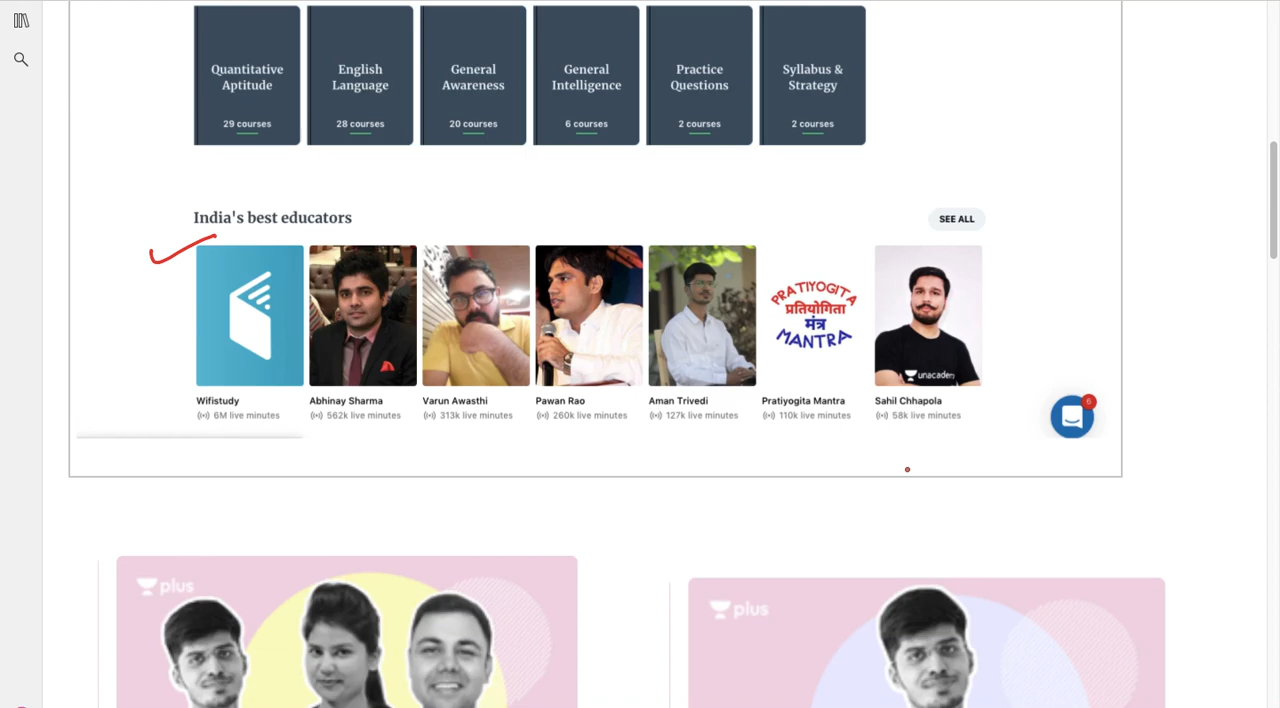 Quantitative
Aptitude
29 courses
English
Language
28 courses
General
Awareness
20 courses
General
Intelligence
6 courses
Practice
Questions
2 courses
Syllabus &
Strategy
2 courses
India's best educators
SEE ALL
PRATIYOGITA
प्रतियोगिता
मंत्र
MANTRA
unacademy
Wifistudy
6M live minutes
Abhinay Sharma
562k live minutes
Varun Awasthi
313k live minutes
Pawan Rao
260k live minutes
Aman Trivedi
127k live minutes
Pratiyogita Mantra
110k live minutes
Sahil Chhapola
58k live minutes
6
plus
plus